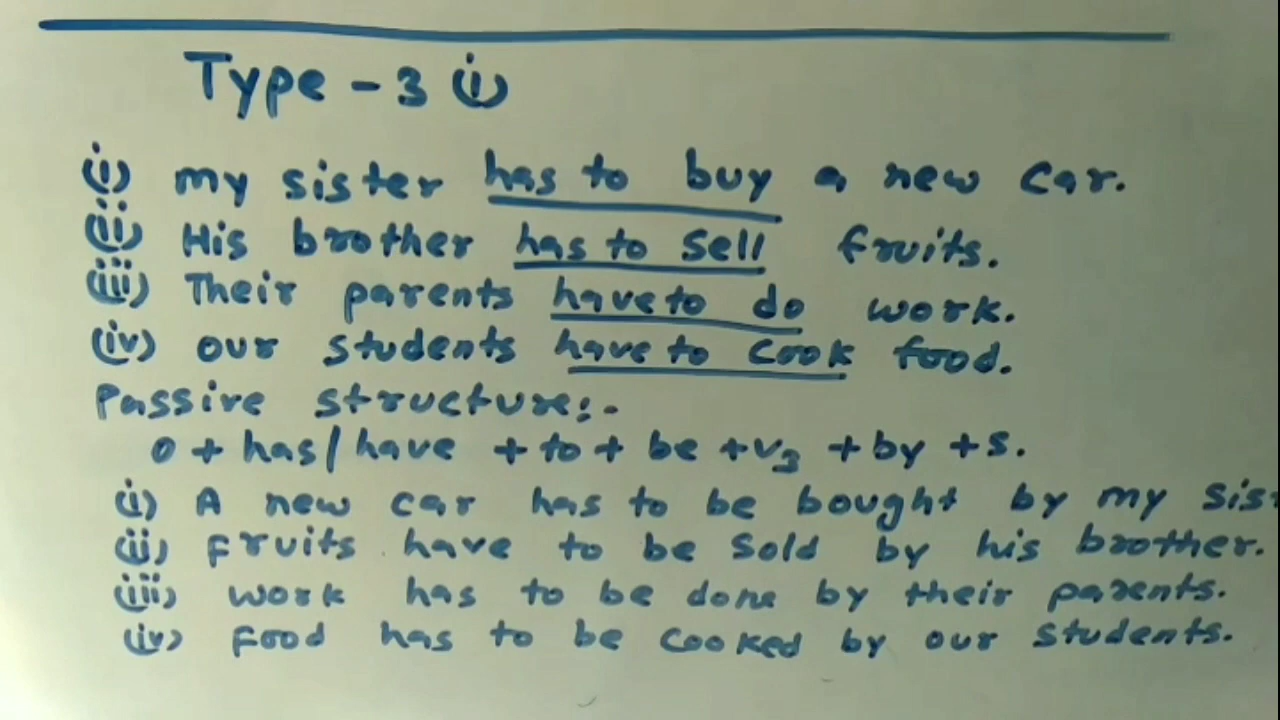 Type - 3 (i)
(i) my sister has to buy a new car.
(ii) His brother has to sell fruits.
(iii) Their parents have to do work.
(iv) our students have to cook food.
Passive structure:-
O + has/have + to + be + v3 + by + s.
(i) A new car has to be bought by my sis
(ii) Fruits have to be sold by his brother.
(iii) work has to be done by their parents.
(iv) Food has to be cooked by our students.